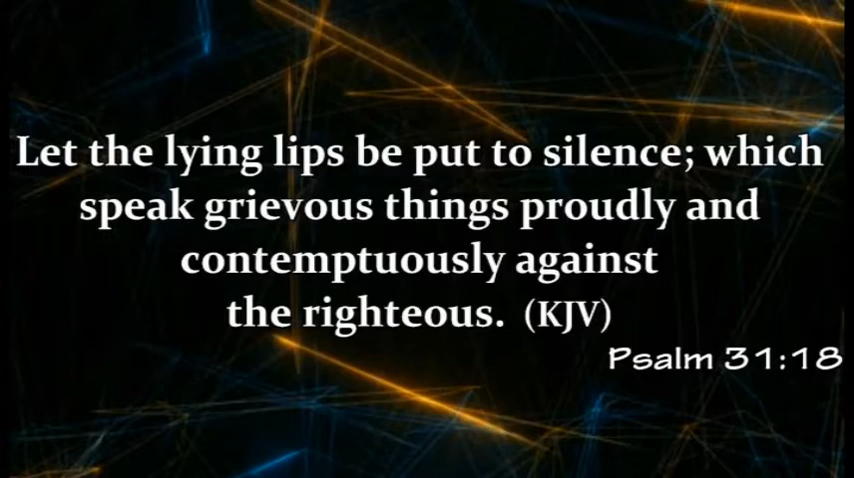 Let the lying lips be put to silence; which
speak grievous things proudly and
contemptuously against
the righteous. (KJV)
Psalm 31:18